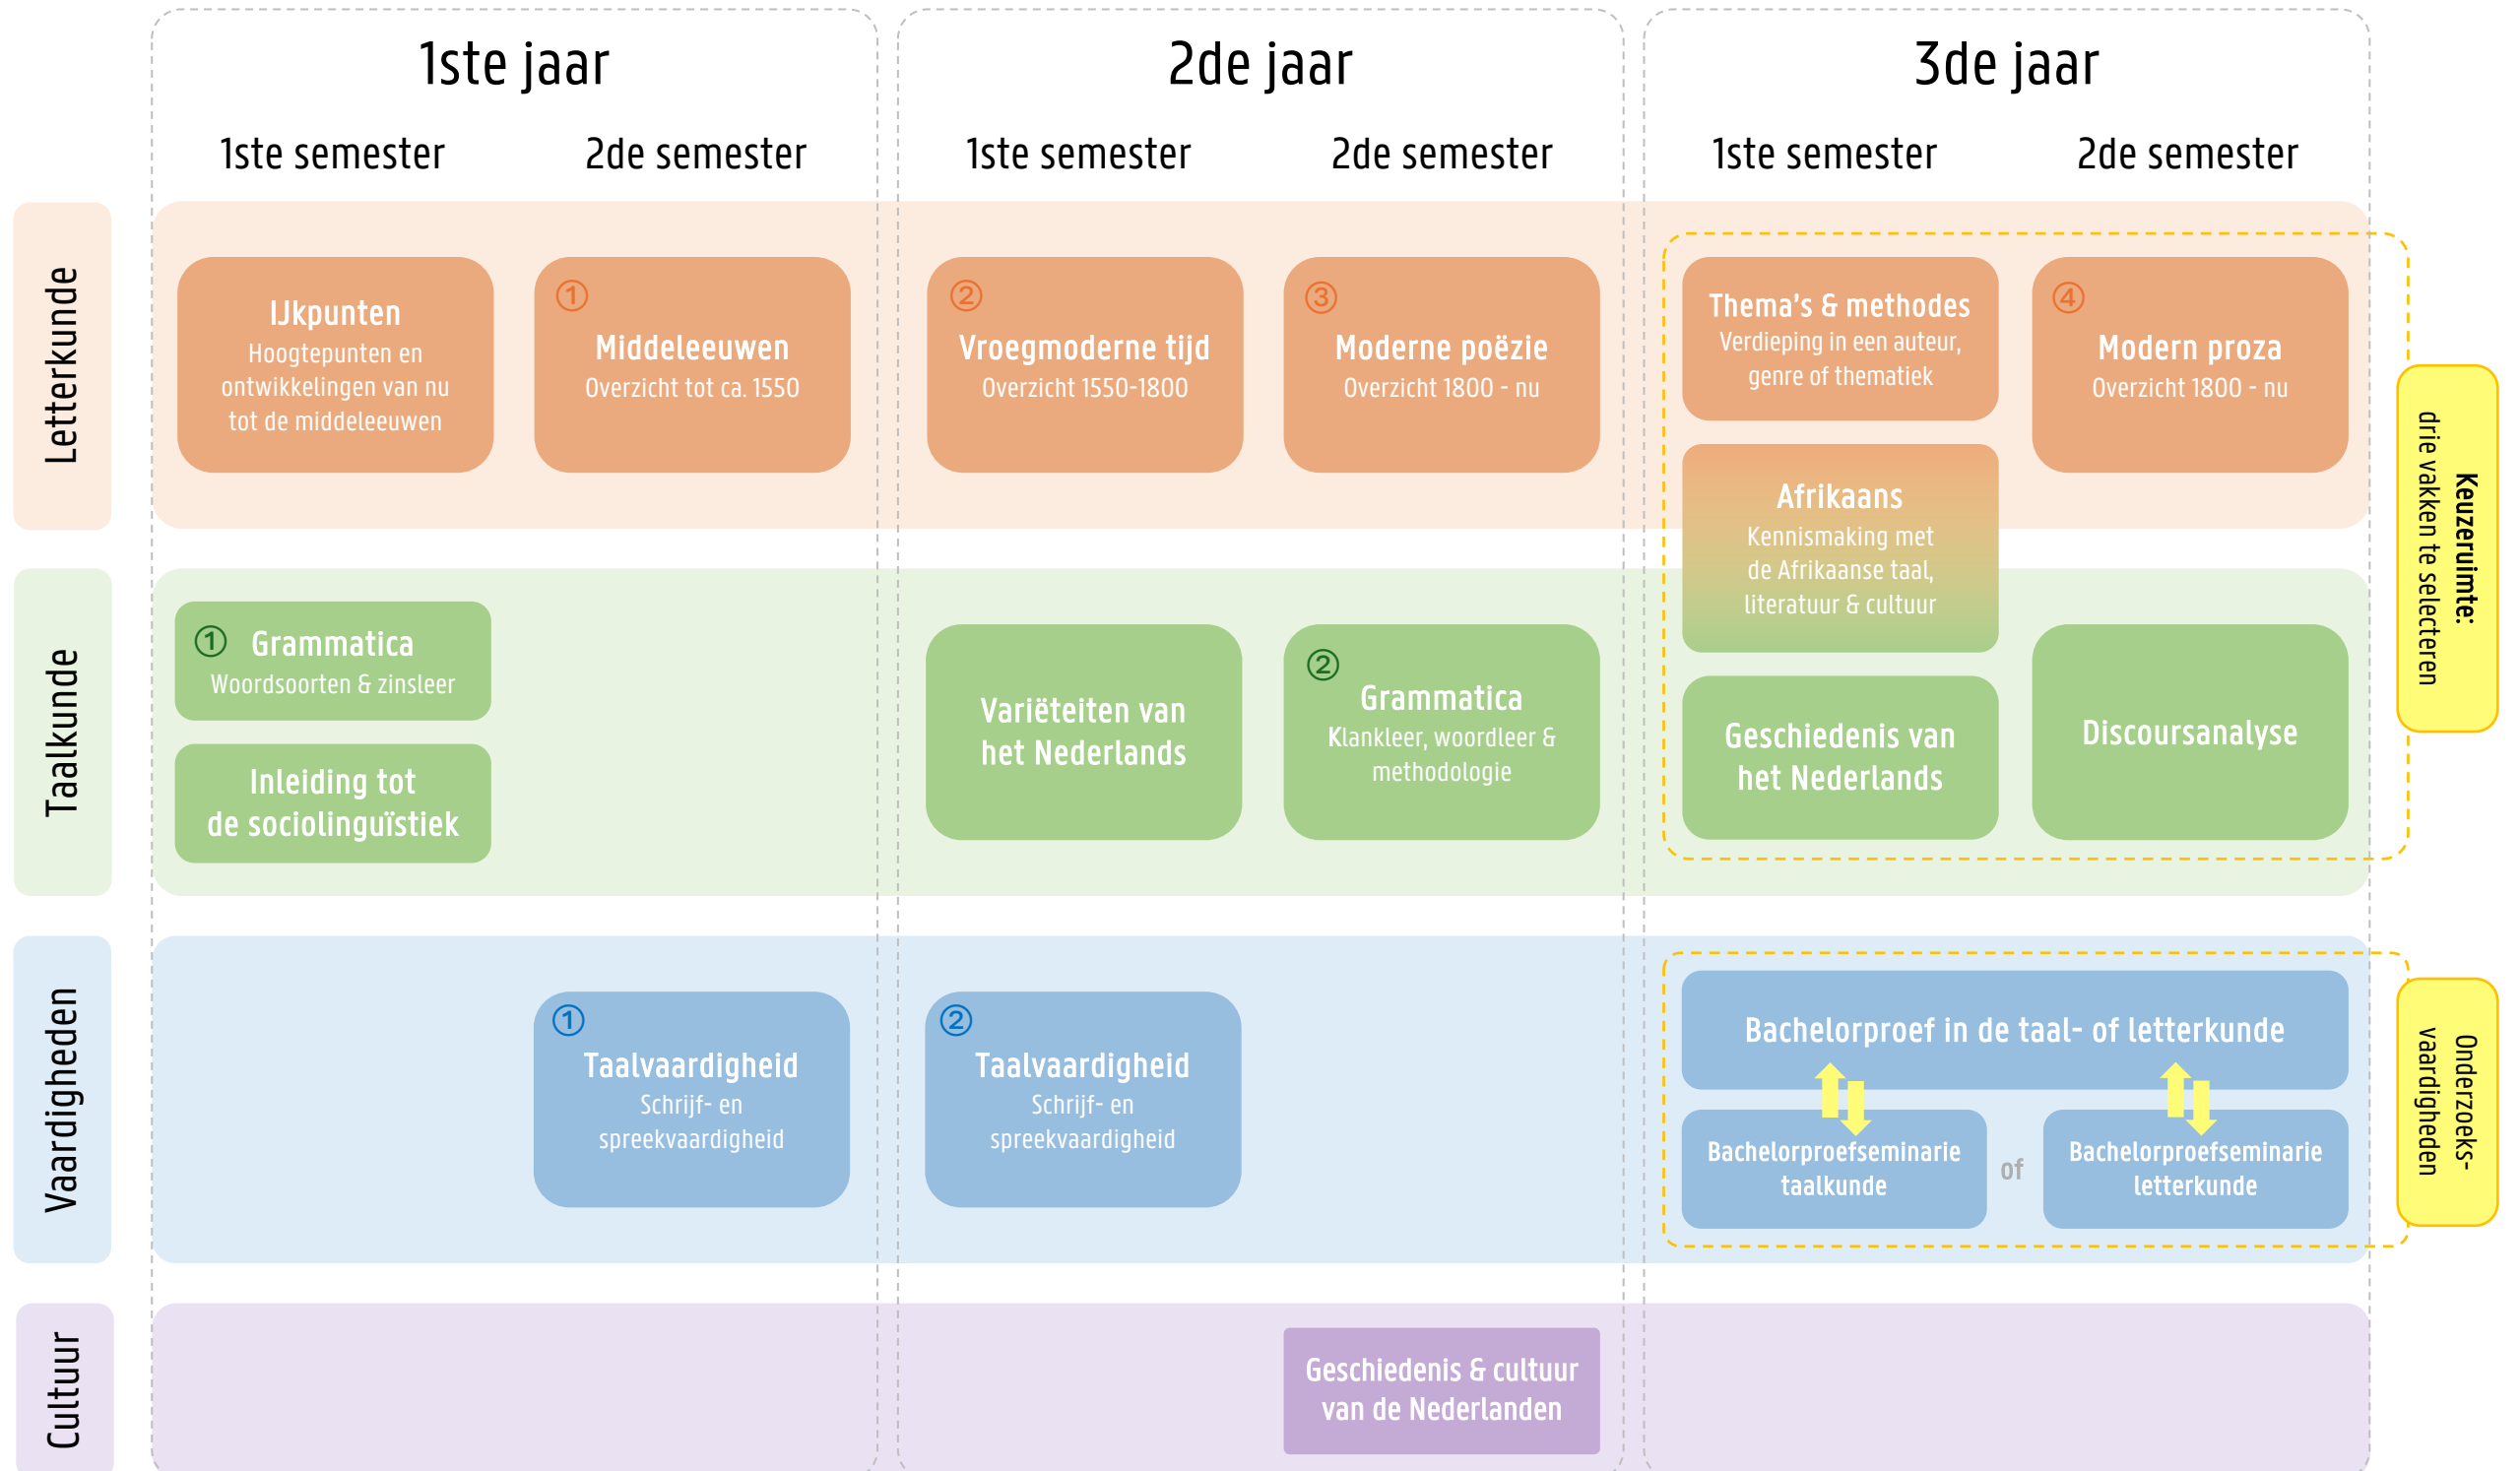 1ste jaar
2de jaar
3de jaar
1ste semester
2de semester
1ste semester
2de semester
1ste semester
2de semester
Letterkunde
IJkpunten
Hoogtepunten en
ontwikkelingen van nu
tot de middeleeuwen
①
Middeleeuwen
Overzicht tot ca. 1550
②
Vroegmoderne tijd
Overzicht 1550-1800
③
Moderne poëzie
Overzicht 1800 - nu
Thema's & methodes
Verdieping in een auteur,
genre of thematiek
④
Modern proza
Overzicht 1800 - nu
Afrikaans
Kennismaking met
de Afrikaanse taal,
literatuur & cultuur
Keuzeruimte:
drie vakken te selecteren
Taalkunde
① Grammatica
Woordsoorten & zinsleer
Inleiding tot
de sociolinguïstiek
Variëteiten van
het Nederlands
②
Grammatica
Klankleer, woordleer &
methodologie
Geschiedenis van
het Nederlands
Discoursanalyse
Vaardigheden
①
Taalvaardigheid
Schrijf- en
spreekvaardigheid
②
Taalvaardigheid
Schrijf- en
spreekvaardigheid
Bachelorproef in de taal- of letterkunde
Bachelorproefseminarie
taalkunde
of
Bachelorproefseminarie
letterkunde
Onderzoeks-
vaardigheden
Cultuur
Geschiedenis & cultuur
van de Nederlanden